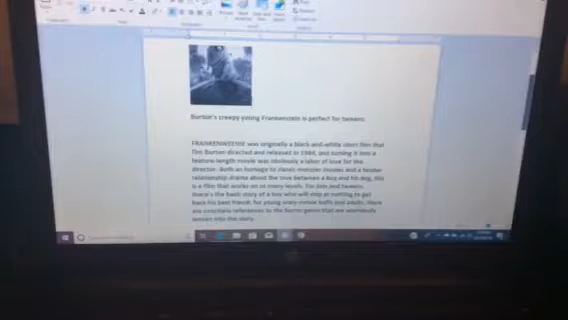 Burton's creepy young Frankenstein is perfect for tweens.
FRANKENWEENIE was originally a black-and-white short film that
Tim Burton directed and released in 1984, and turning it into a
feature-length movie was obviously a labor of love for the
director. Both an homage to classic monster movies and a tender
relationship drama about the love between a boy and his dog, this
is a film that works on so many levels. For kids and tweens,
there's the basic story of a boy who will stop at nothing to get
back his best friend; for young scary-movie buffs and adults, there
are countless references to the horror genre that are seamlessly
woven into the story.